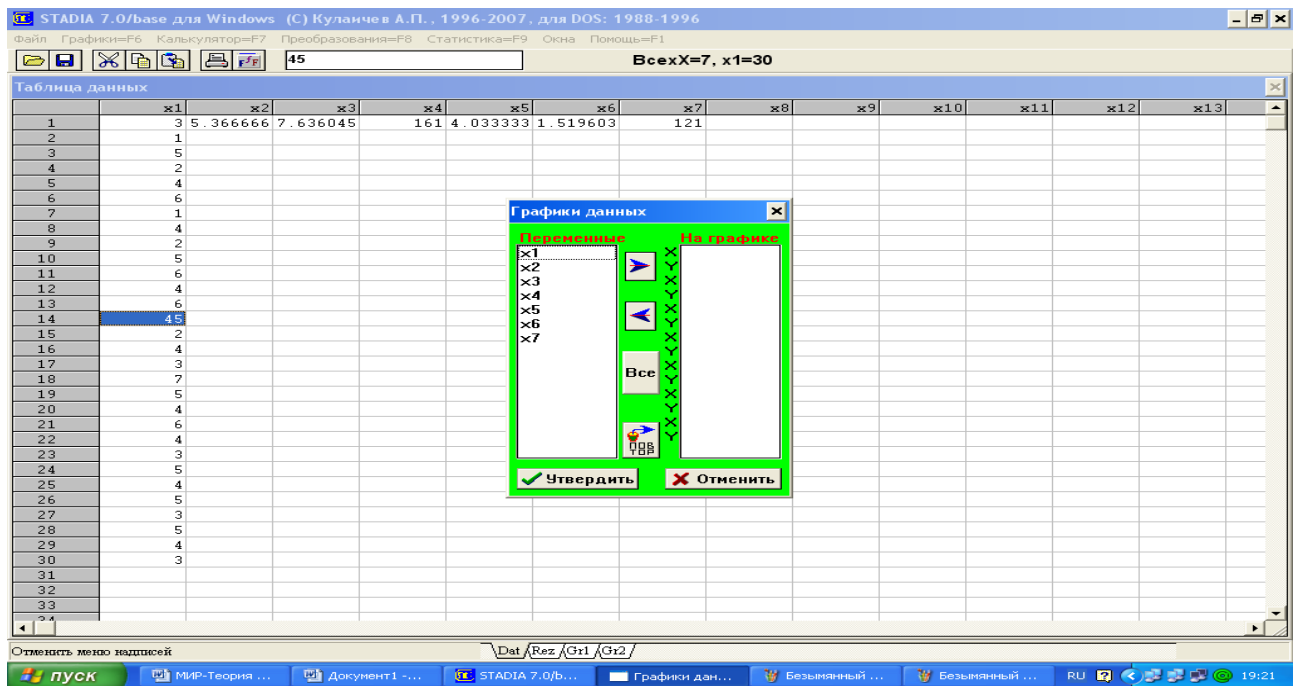 STADIA 7.0/base для Windows (C) Кулаичев А.П., 1996-2007, для DOS: 1988-1996
Файл Графики=F6 Калькулятор=F7 Преобразования=F8 Статистика=F9 Окна Помощь=F1
45 ВсехX=7, x1=30
Таблица данных
x1 x2 x3 x4 x5 x6 x7 x8 x9 x10 x11 x12 x13
1 3 5.366666 7.636045 161 4.033333 1.519603 121
2 1
3 5
4 2
5 4
6 6
7 1
8 4
9 2
10 5
11 6
12 4
13 6
14 45
15 2
16 4
17 3
18 7
19 5
20 4
21 6
22 4
23 3
24 5
25 4
26 5
27 3
28 5
29 4
30 3
31
32
33
34
Графики данных
Переменные На графике
x1
x2
x3
x4
x5
x6
x7
Все
X
Y
X
Y
X
Y
X
Y
X
Y
X
Y
X
Y
Утвердить Отменить
Отменить меню надписей Dat Rez Gr1 Gr2
пуск МИР-Теория ... Документ1 -... STADIA 7.0/b... Графики дан... Безымянный ... Безымянный ... RU 19:21